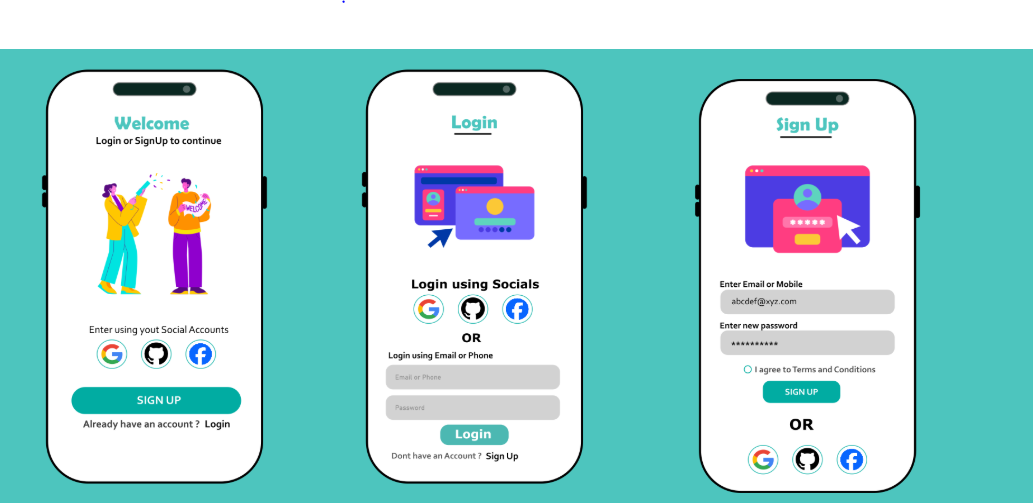 Welcome
Login or SignUp to continue
WELCOME
Enter using yout Social Accounts
SIGN UP
Already have an account ? Login
Login
Login using Socials
OR
Login using Email or Phone
Email or Phone
Password
Login
Dont have an Account ? Sign Up
Sign Up
*****
Enter Email or Mobile
abcdef@xyz.com
Enter new password
**********
I agree to Terms and Conditions
SIGN UP
OR